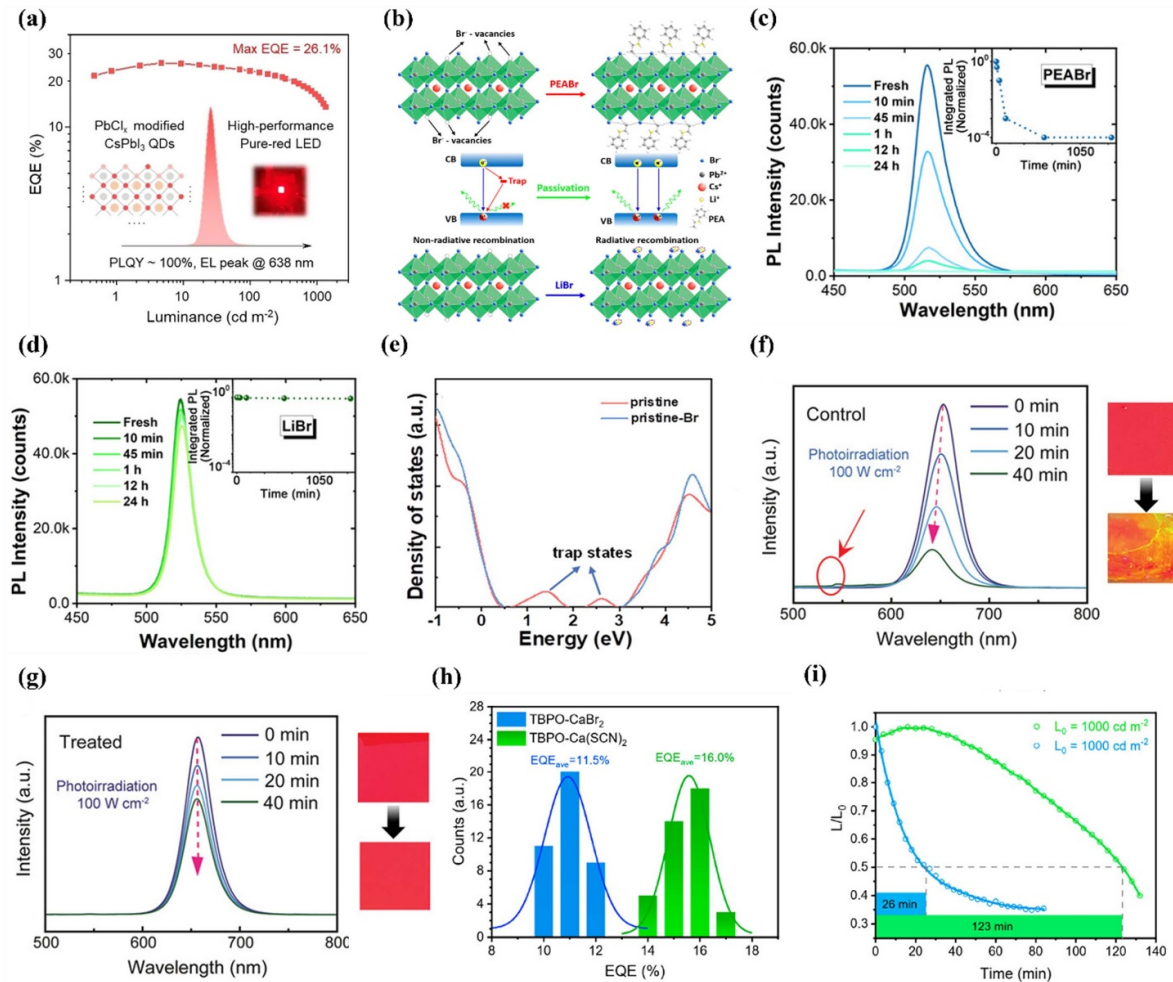 (a)
Max EQE = 26.1%
PbClₓ modified
CsPbI₃ QDs
High-performance
Pure-red LED
PLQY ~ 100%, EL peak @ 638 nm
EQE (%)
30
20
10
1
1 10 100 1000
Luminance (cd m⁻²)
(b)
Br⁻ - vacancies
PEABr
Br⁻ - vacancies
CB
CB
Trap
Passivation
VB
VB
Br⁻
Pb²⁺
Cs⁺
Li⁺
PEA
Non-radiative recombination
Radiative recombination
LiBr
(c)
PL Intensity (counts)
60.0k
40.0k
20.0k
0.0
Fresh
10 min
45 min
1 h
12 h
24 h
Integrated PL
(Normalized)
10⁰
10⁻⁴
PEABr
0 1050
Time (min)
450 500 550 600 650
Wavelength (nm)
(d)
PL Intensity (counts)
60.0k
40.0k
20.0k
0.0
Fresh
10 min
45 min
1 h
12 h
24 h
Integrated PL
(Normalized)
10⁰
10⁻⁴
LiBr
0 1050
Time (min)
450 500 550 600 650
Wavelength (nm)
(e)
Density of states (a.u.)
pristine
pristine-Br
trap states
-1 0 1 2 3 4 5
Energy (eV)
(f)
Intensity (a.u.)
Control
Photoirradiation
100 W cm⁻²
0 min
10 min
20 min
40 min
500 600 700 800
Wavelength (nm)
(g)
Intensity (a.u.)
Treated
Photoirradiation
100 W cm⁻²
0 min
10 min
20 min
40 min
500 600 700 800
Wavelength (nm)
(h)
Counts (a.u.)
28
24
20
16
12
8
4
0
TBPO-CaBr₂
TBPO-Ca(SCN)₂
EQEₐᵥₑ=11.5%
EQEₐᵥₑ=16.0%
8 10 12 14 16 18
EQE (%)
(i)
L/L₀
1.0
0.9
0.8
0.7
0.6
0.5
0.4
0.3
L₀ = 1000 cd m⁻²
L₀ = 1000 cd m⁻²
26 min
123 min
0 20 40 60 80 100 120 140
Time (min)